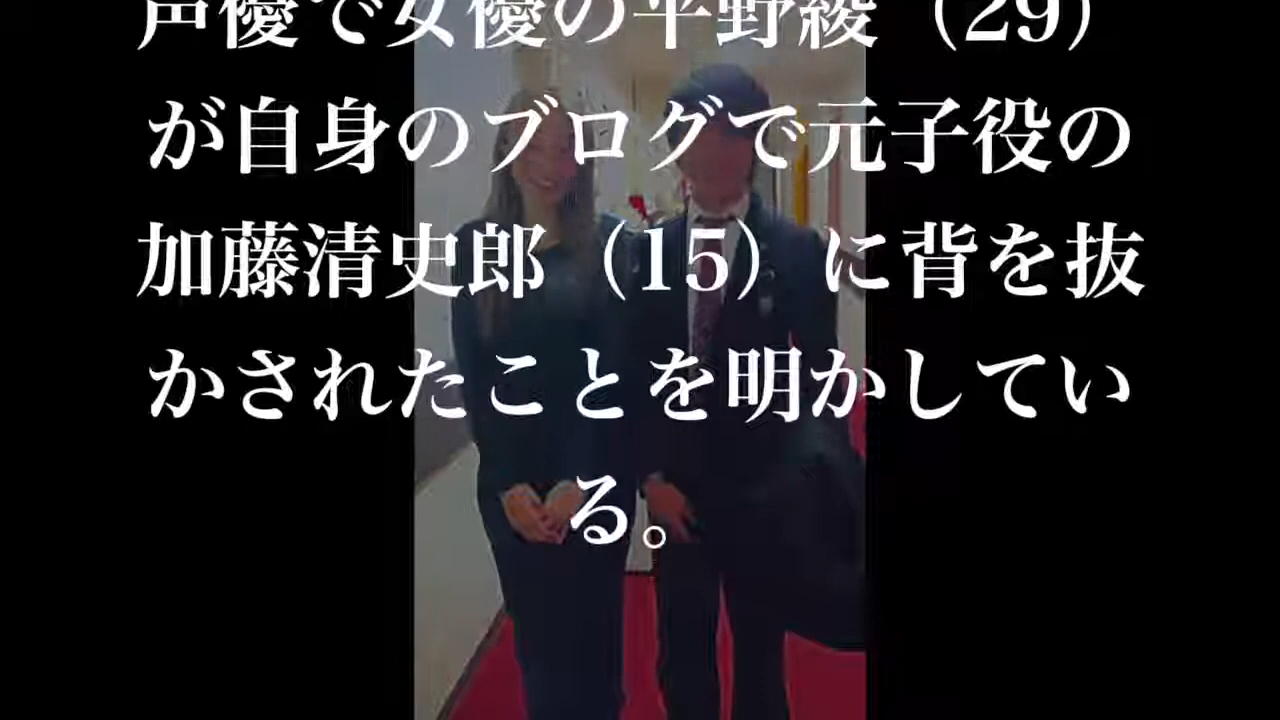 声優で女優の平野綾（29）
が自身のブログで元子役の
加藤清史郎（15）に背を抜
かされたことを明かしてい
る。